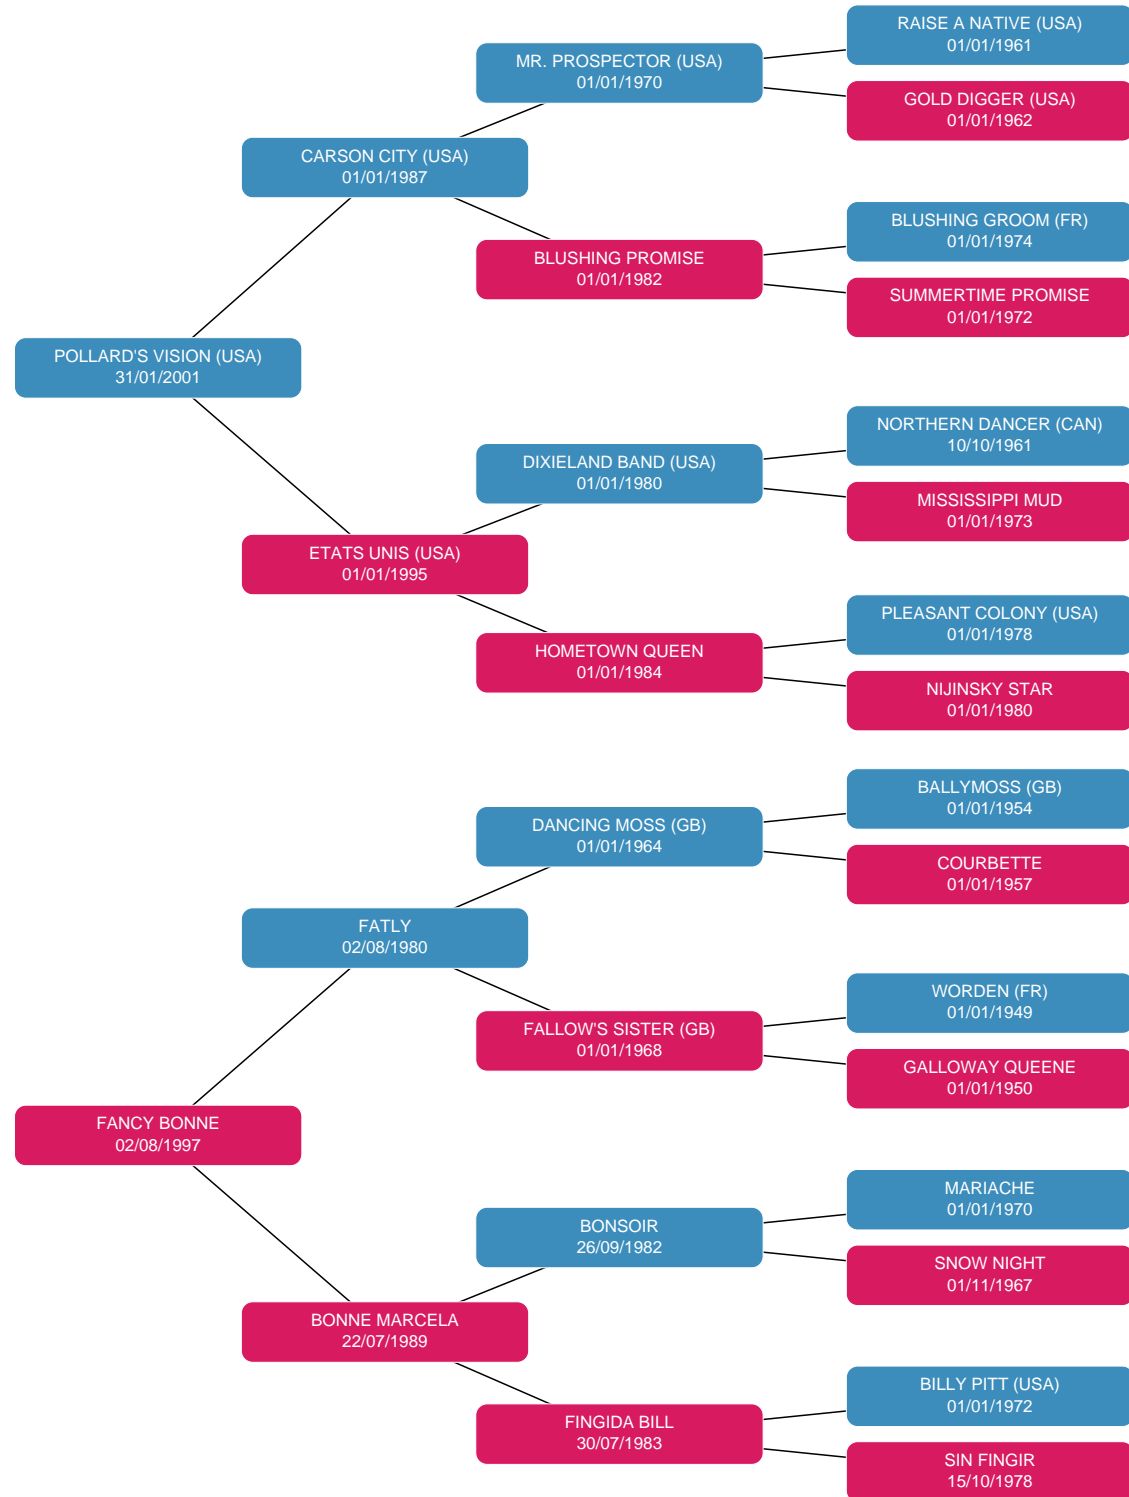 RAISE A NATIVE (USA)
01/01/1961
MR. PROSPECTOR (USA)
01/01/1970
GOLD DIGGER (USA)
01/01/1962
CARSON CITY (USA)
01/01/1987
BLUSHING GROOM (FR)
01/01/1974
BLUSHING PROMISE
01/01/1982
SUMMERTIME PROMISE
01/01/1972
POLLARD'S VISION (USA)
31/01/2001
NORTHERN DANCER (CAN)
10/10/1961
DIXIELAND BAND (USA)
01/01/1980
MISSISSIPPI MUD
01/01/1973
ETATS UNIS (USA)
01/01/1995
PLEASANT COLONY (USA)
01/01/1978
HOMETOWN QUEEN
01/01/1984
NIJINSKY STAR
01/01/1980
BALLYMOSS (GB)
01/01/1954
DANCING MOSS (GB)
01/01/1964
COURBETTE
01/01/1957
FATLY
02/08/1980
WORDEN (FR)
01/01/1949
FALLOW'S SISTER (GB)
01/01/1968
GALLOWAY QUEENE
01/01/1950
FANCY BONNE
02/08/1997
MARIACHE
01/01/1970
BONSOIR
26/09/1982
SNOW NIGHT
01/11/1967
BONNE MARCELA
22/07/1989
BILLY PITT (USA)
01/01/1972
FINGIDA BILL
30/07/1983
SIN FINGIR
15/10/1978